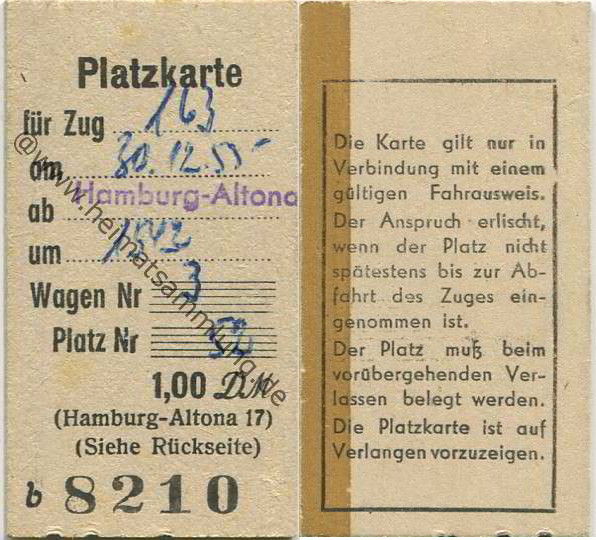 Platzkarte
für Zug 163
am 30.12.55
Hamburg-Altona
ab
um 1543
Wagen Nr 3
Platz Nr
1,00 DM
(Hamburg-Altona 17)
(Siehe Rückseite)
b 8210
@www.heimatsammlung.de
Die Karte gilt nur in
Verbindung mit einem
gültigen Fahrausweis.
Der Anspruch erlischt,
wenn der Platz nicht
spätestens bis zur Ab-
fahrt des Zuges ein-
genommen ist.
Der Platz muß beim
vorübergehenden Ver-
lassen belegt werden.
Die Platzkarte ist auf
Verlangen vorzuzeigen.